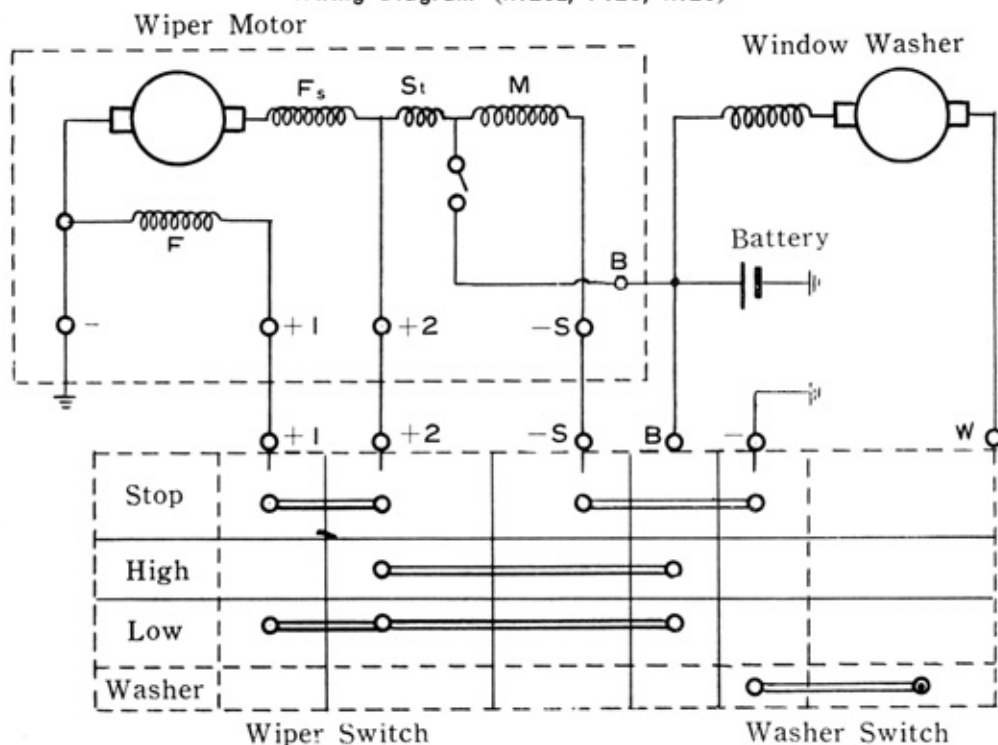 Wiper Motor
Window Washer
Fs
St
M
F
Battery
B
-
+1
+2
-S
+1
+2
-S
B
-
W
Stop
High
Low
Washer
Wiper Switch
Washer Switch